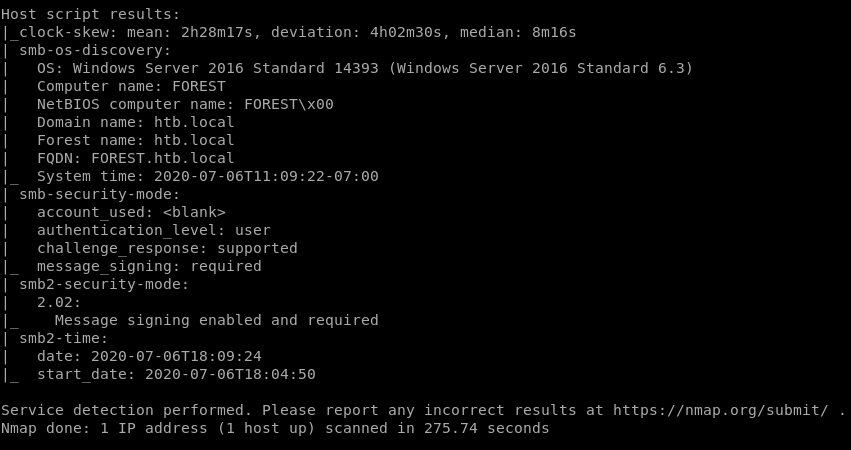 Host script results:
|_clock-skew: mean: 2h28m17s, deviation: 4h02m30s, median: 8m16s
| smb-os-discovery:
|   OS: Windows Server 2016 Standard 14393 (Windows Server 2016 Standard 6.3)
|   Computer name: FOREST
|   NetBIOS computer name: FOREST\x00
|   Domain name: htb.local
|   Forest name: htb.local
|   FQDN: FOREST.htb.local
|_  System time: 2020-07-06T11:09:22-07:00
| smb-security-mode:
|   account_used: <blank>
|   authentication_level: user
|   challenge_response: supported
|_  message_signing: required
| smb2-security-mode:
|   2.02:
|_    Message signing enabled and required
| smb2-time:
|   date: 2020-07-06T18:09:24
|_  start_date: 2020-07-06T18:04:50
Service detection performed. Please report any incorrect results at https://nmap.org/submit/ .
Nmap done: 1 IP address (1 host up) scanned in 275.74 seconds